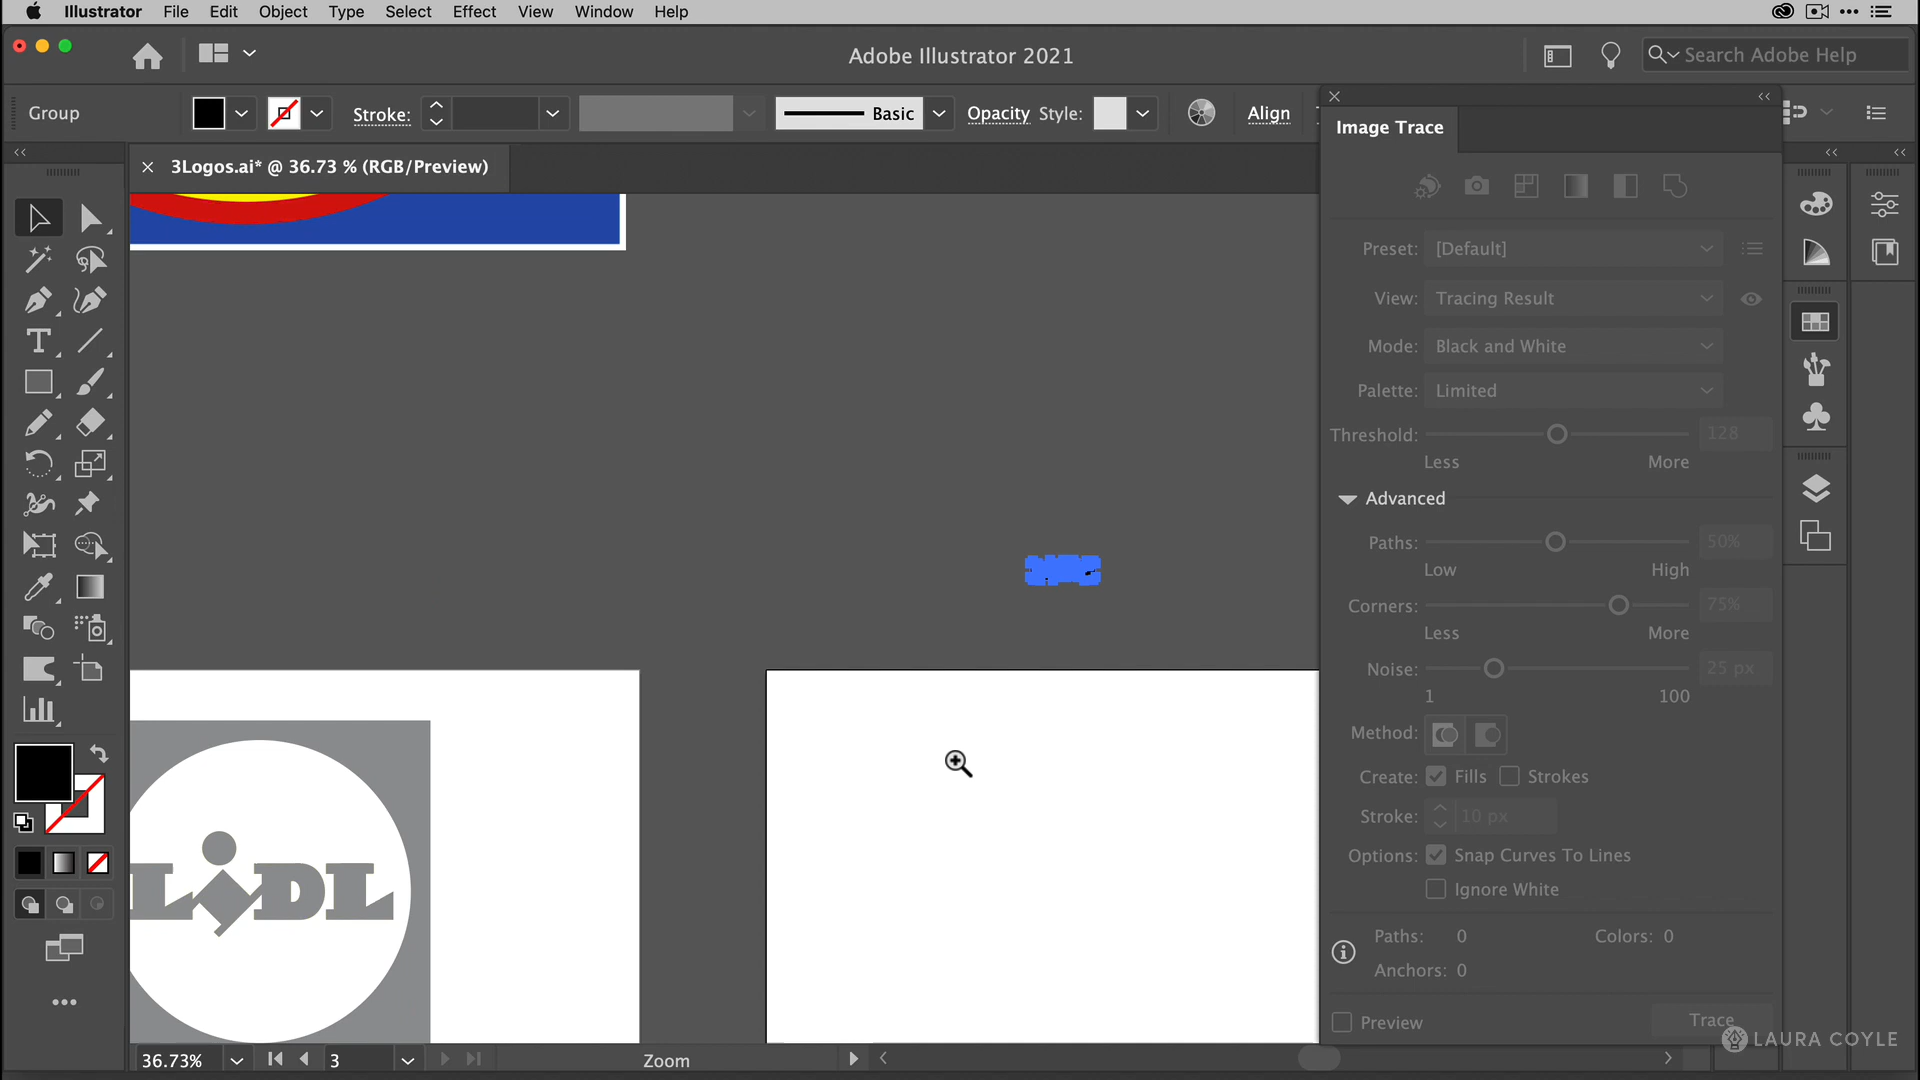 Illustrator File Edit Object Type Select Effect View Window Help
Adobe Illustrator 2021
Search Adobe Help
Group
Stroke:
Basic
Opacity
Style:
Align
Image Trace
3Logos.ai* @ 36.73 % (RGB/Preview)
Preset: [Default]
View: Tracing Result
Mode: Black and White
Palette: Limited
Threshold: 128
Less More
Advanced
Paths: 50%
Low High
Corners: 75%
Less More
Noise: 25 px
1 100
Method:
Create: Fills Strokes
Stroke: 10 px
Options: Snap Curves To Lines
Ignore White
Paths: 0 Colors: 0
Anchors: 0
Preview
Trace
LiDL
36.73%
3
Zoom
LAURA COYLE